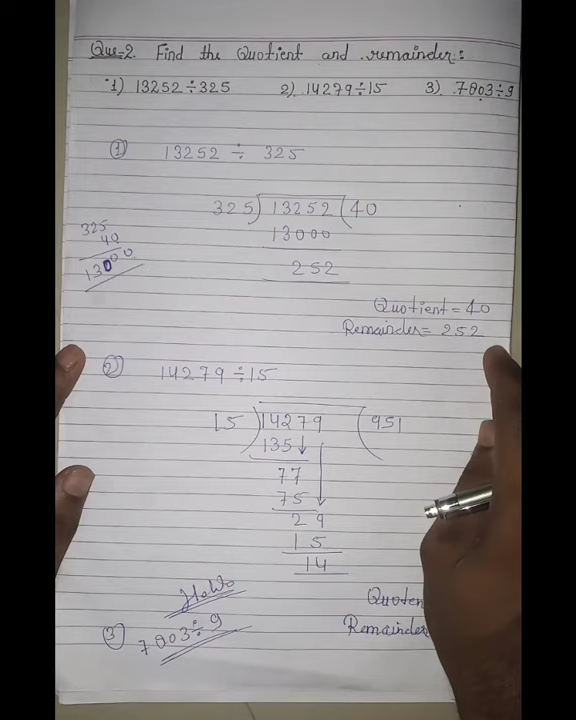 Que=2. Find the Quotient and remainder:
1) 13252÷325 2) 14279÷15 3) 7003÷9
① 13252 ÷ 325
325)13252(40
13000
252
325
40
13000
Quotient = 40
Remainder= 252
② 14279÷15
15)14279(951
135
77
75
29
15
14
H.W.
Quoten
Remainder
③ 7003÷9